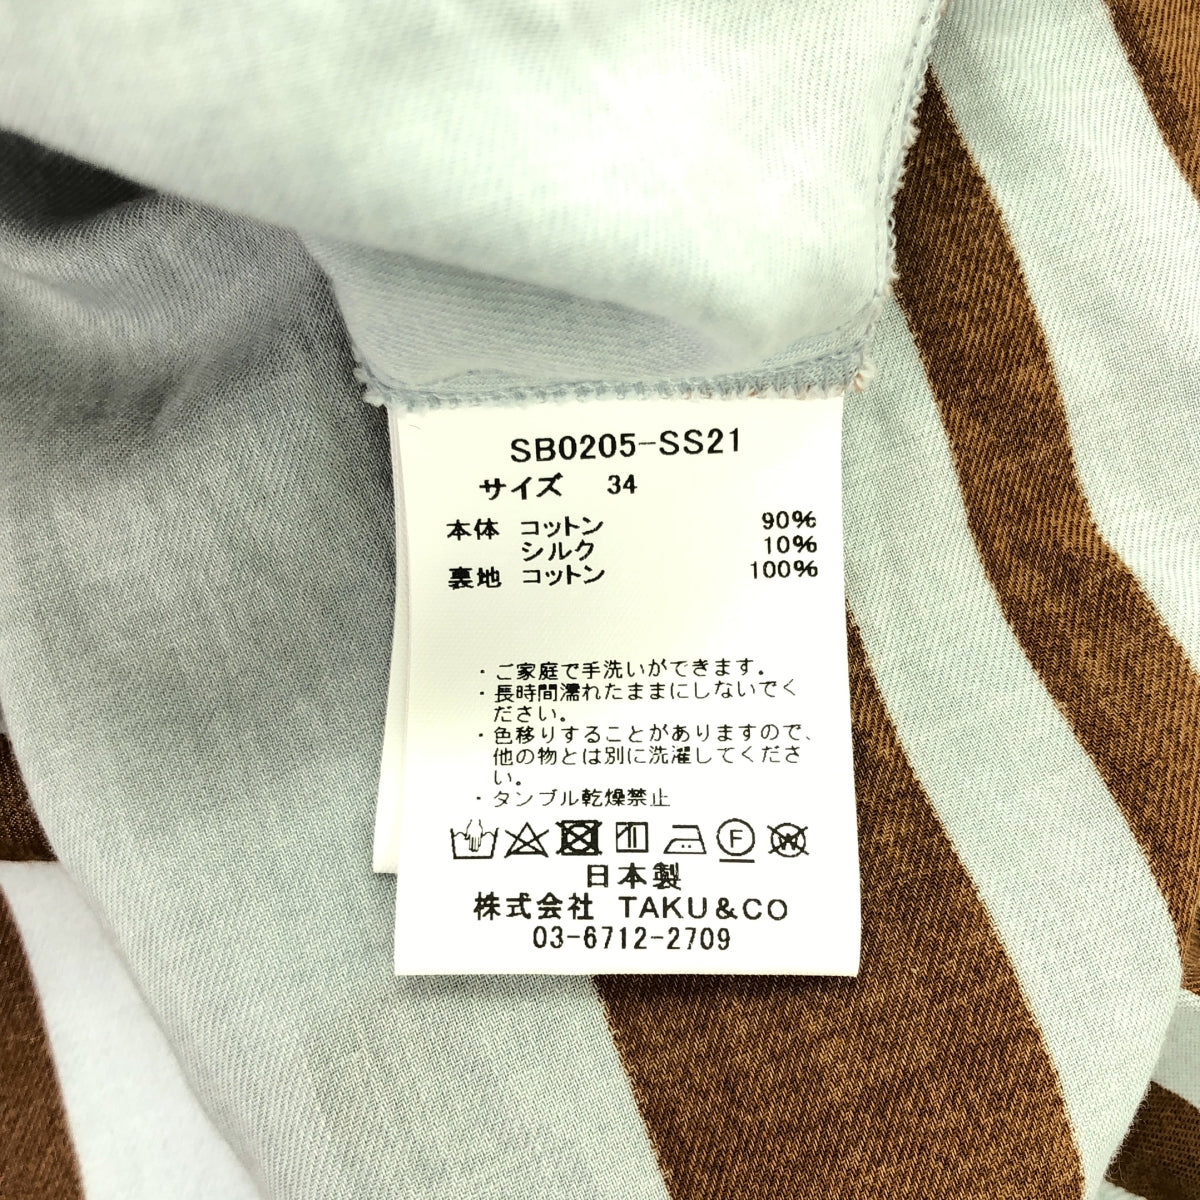 SB0205-SS21
サイズ 34
本体 コットン 90%
シルク 10%
裏地 コットン 100%
・ご家庭で手洗いができます。
・長時間濡れたままにしないでく
ださい。
・色移りすることがありますので、
他の物とは別に洗濯してくださ
い。
・タンブル乾燥禁止
F W
日本製
株式会社 TAKU&CO
03-6712-2709